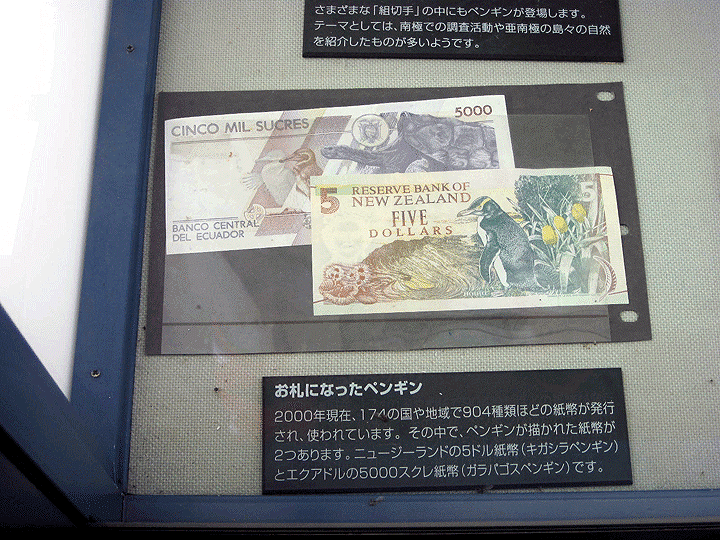 さまざまな「組切手」の中にもペンギンが登場します。
テーマとしては、南極での調査活動や亜南極の島々の自然
を紹介したものが多いようです。
CINCO MIL SUCRES
5000
BANCO CENTRAL
DEL ECUADOR
5
RESERVE BANK OF
NEW ZEALAND
FIVE
DOLLARS
お札になったペンギン
2000年現在、174の国や地域で904種類ほどの紙幣が発行
され、使われています。その中で、ペンギンが描かれた紙幣が
2つあります。ニュージーランドの5ドル紙幣（キガシラペンギン）
とエクアドルの5000スクレ紙幣（ガラパゴスペンギン）です。